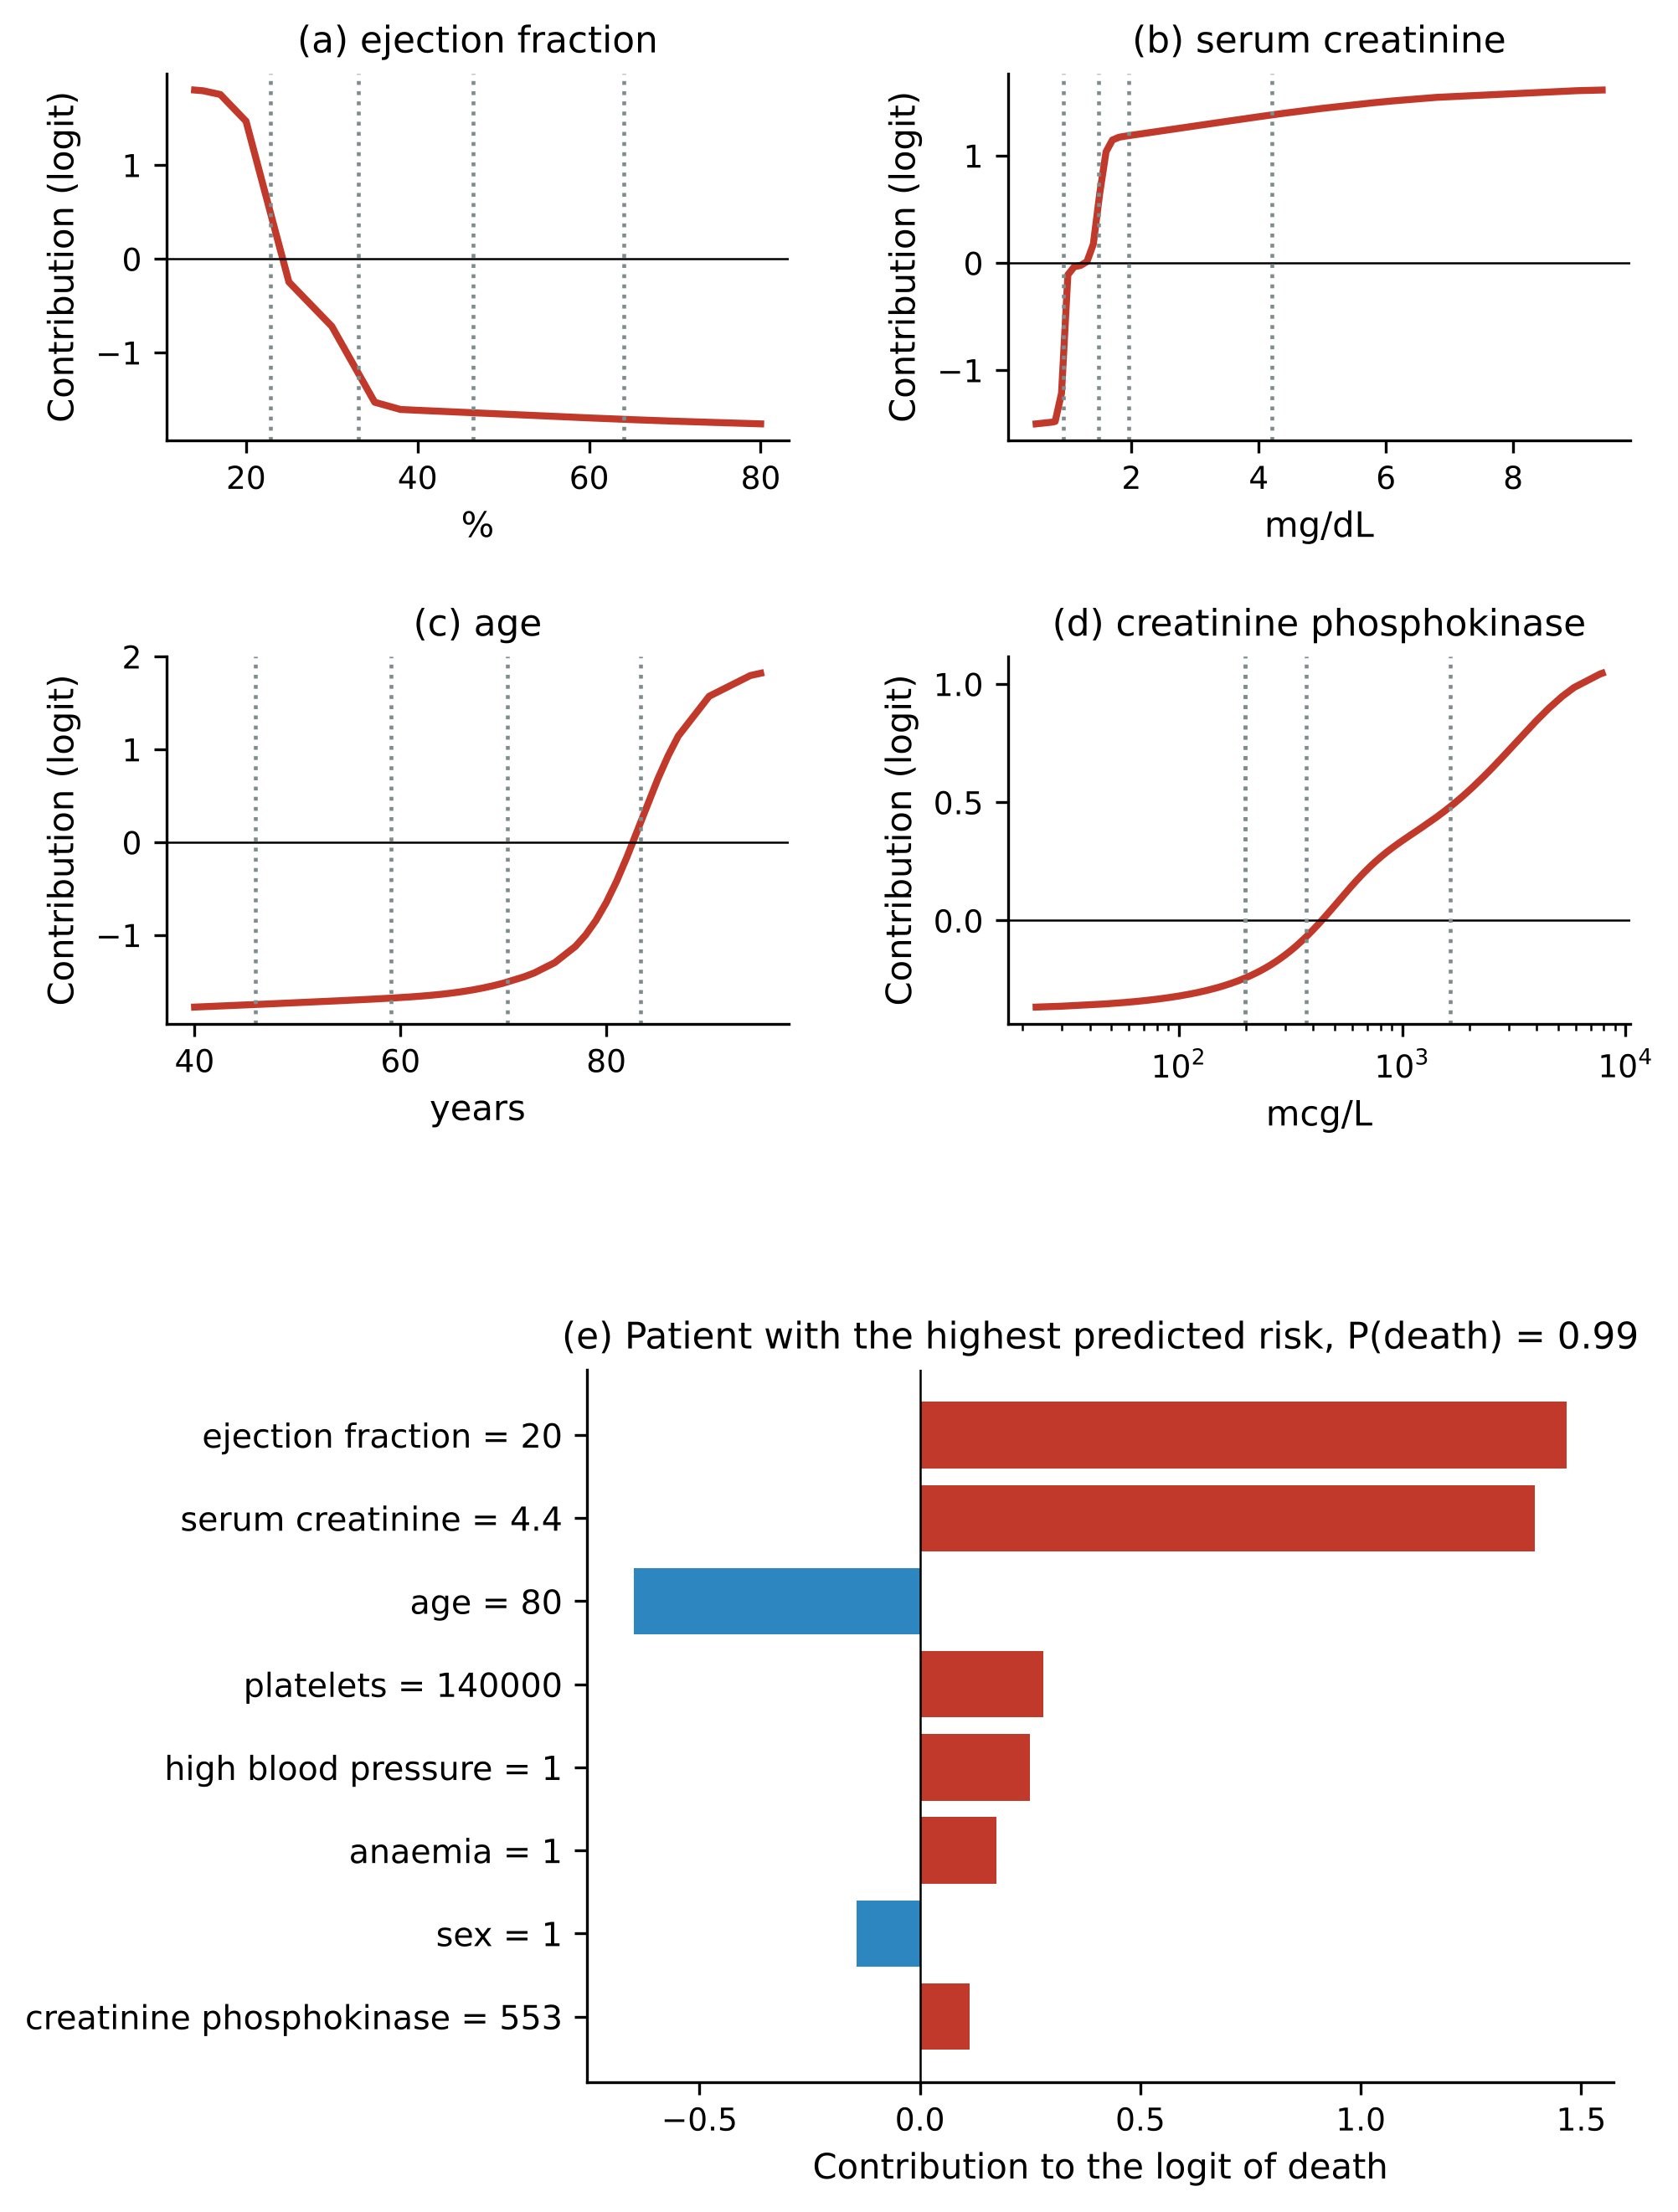 (a) ejection fraction
Contribution (logit)
1
0
−1
20 40 60 80
%
(b) serum creatinine
Contribution (logit)
1
0
−1
2 4 6 8
mg/dL
(c) age
Contribution (logit)
2
1
0
−1
40 60 80
years
(d) creatinine phosphokinase
Contribution (logit)
1.0
0.5
0.0
10² 10³ 10⁴
mcg/L
(e) Patient with the highest predicted risk, P(death) = 0.99
ejection fraction = 20
serum creatinine = 4.4
age = 80
platelets = 140000
high blood pressure = 1
anaemia = 1
sex = 1
creatinine phosphokinase = 553
−0.5 0.0 0.5 1.0 1.5
Contribution to the logit of death